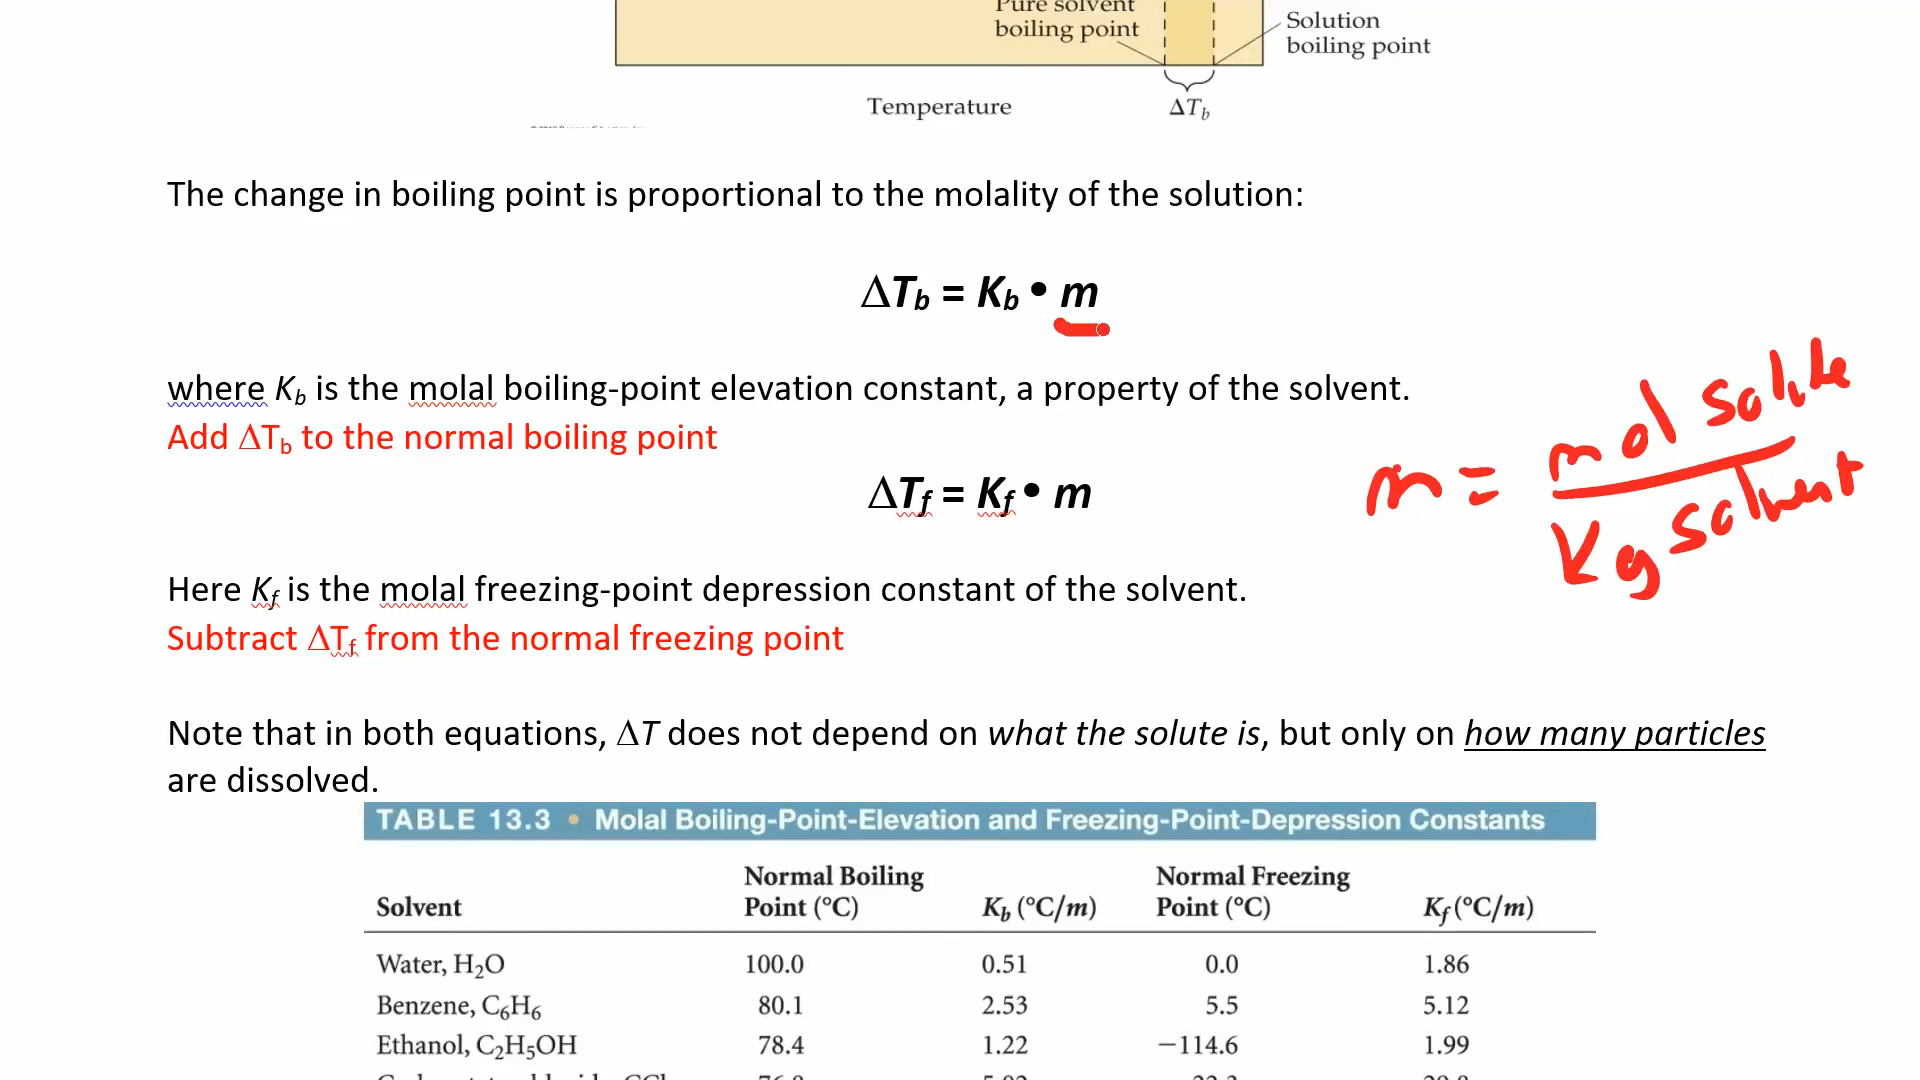 Pure solvent
boiling point
Solution
boiling point
Temperature
ΔTb
The change in boiling point is proportional to the molality of the solution:
ΔTb = Kb • m
where Kb is the molal boiling-point elevation constant, a property of the solvent.
Add ΔTb to the normal boiling point
m = mol solute
Kg solvent
ΔTf = Kf • m
Here Kf is the molal freezing-point depression constant of the solvent.
Subtract ΔTf from the normal freezing point
Note that in both equations, ΔT does not depend on what the solute is, but only on how many particles
are dissolved.
TABLE 13.3 • Molal Boiling-Point-Elevation and Freezing-Point-Depression Constants
Solvent Normal Boiling Point (°C) Kb (°C/m) Normal Freezing Point (°C) Kf (°C/m)
Water, H2O 100.0 0.51 0.0 1.86
Benzene, C6H6 80.1 2.53 5.5 5.12
Ethanol, C2H5OH 78.4 1.22 −114.6 1.99